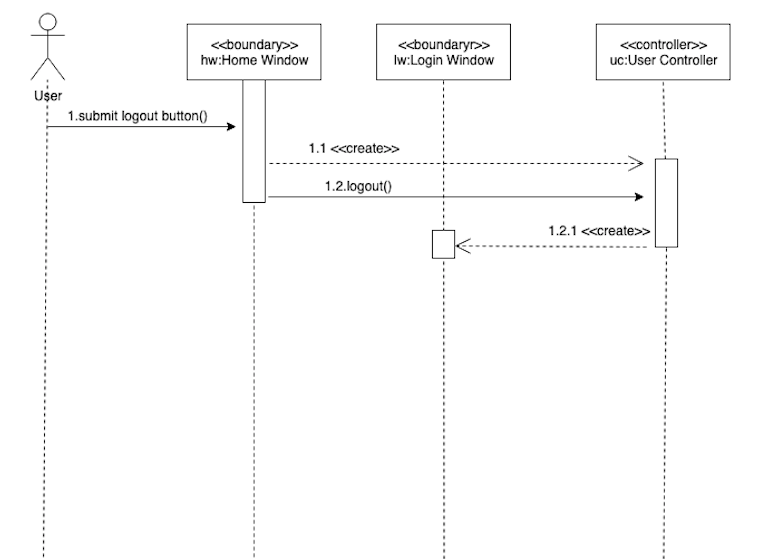 <<boundary>>
hw:Home Window
<<boundaryr>>
lw:Login Window
<<controller>>
uc:User Controller
User
1.submit logout button()
1.1 <<create>>
1.2.logout()
1.2.1 <<create>>